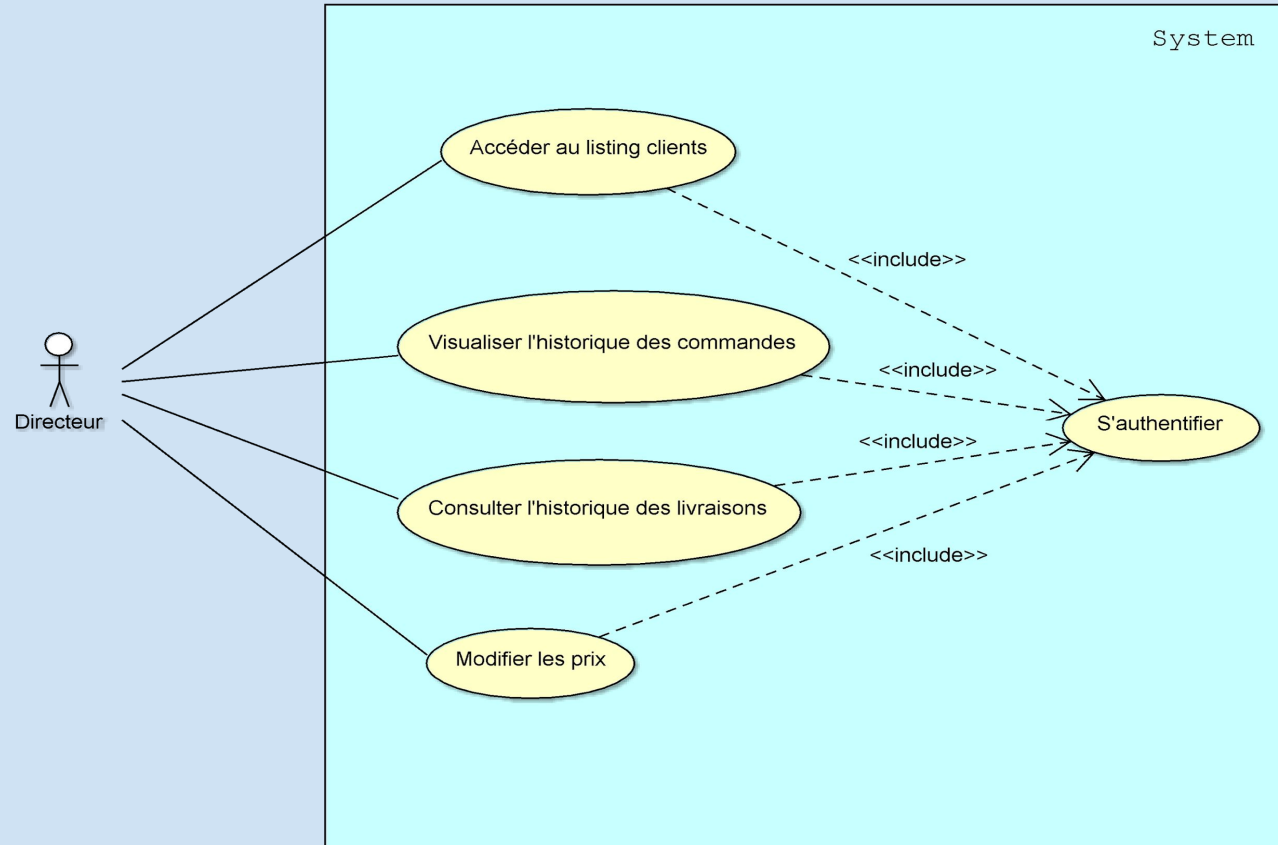 System
Accéder au listing clients
<<include>>
Visualiser l'historique des commandes
<<include>>
Directeur
S'authentifier
<<include>>
Consulter l'historique des livraisons
<<include>>
Modifier les prix